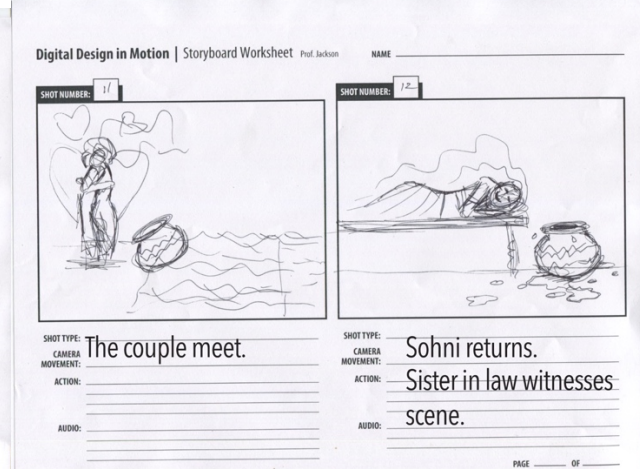 Digital Design in Motion | Storyboard Worksheet Prof. Jackson NAME
SHOT NUMBER: 11
SHOT NUMBER: 12
SHOT TYPE:
The couple meet.
CAMERA
MOVEMENT:
ACTION:
AUDIO:
SHOT TYPE:
Sohni returns.
CAMERA
MOVEMENT:
Sister in law witnesses
ACTION:
scene.
AUDIO:
PAGE OF